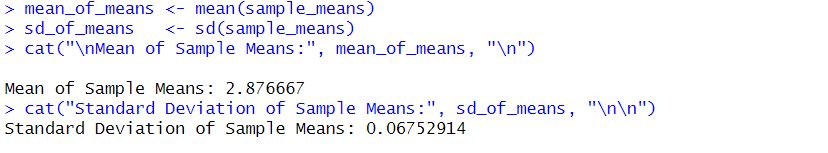 > mean_of_means <- mean(sample_means)
> sd_of_means   <- sd(sample_means)
> cat("\nMean of Sample Means:", mean_of_means, "\n")

Mean of Sample Means: 2.876667
> cat("Standard Deviation of Sample Means:", sd_of_means, "\n\n")
Standard Deviation of Sample Means: 0.06752914